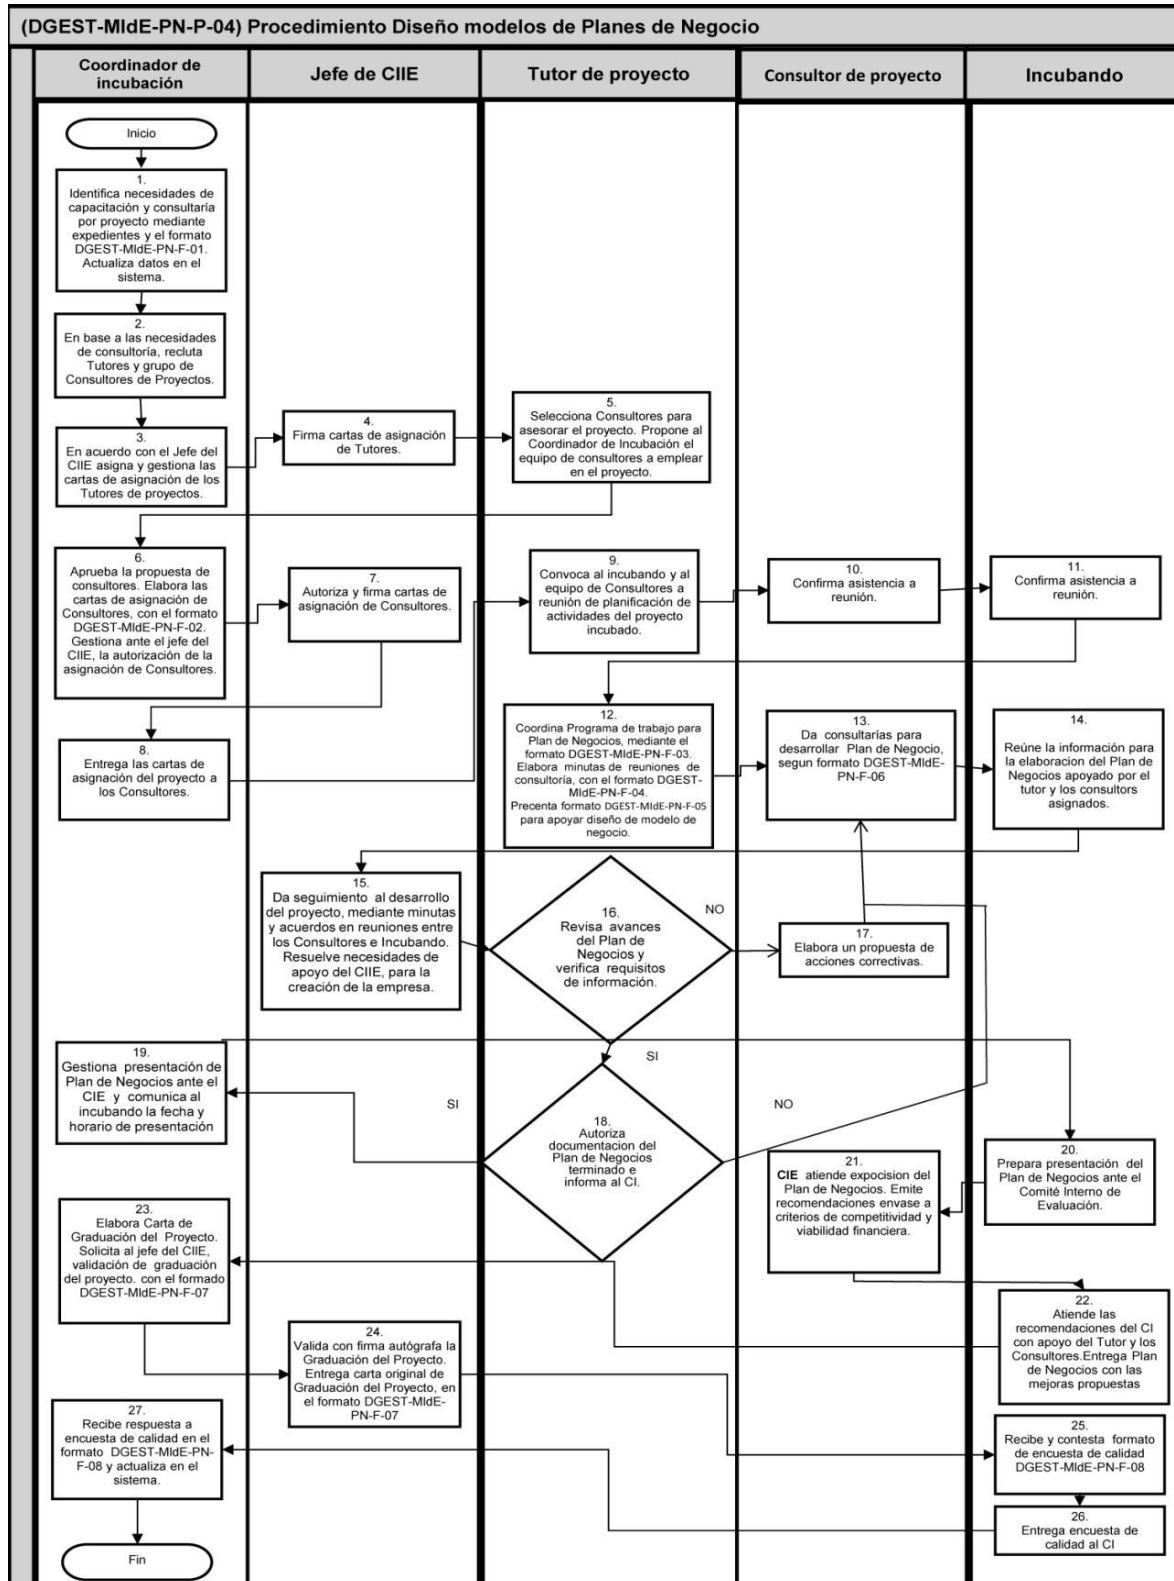 (DGEST-MIdE-PN-P-04) Procedimiento Diseño modelos de Planes de Negocio
Coordinador de
incubación
Jefe de CIIE
Tutor de proyecto
Consultor de proyecto
Incubando
Inicio
1.
Identifica necesidades de
capacitación y consultaría
por proyecto mediante
expedientes y el formato
DGEST-MIdE-PN-F-01.
Actualiza datos en el
sistema.
2.
En base a las necesidades
de consultoría, recluta
Tutores y grupo de
Consultores de Proyectos.
3.
En acuerdo con el Jefe del
CIIE asigna y gestiona las
cartas de asignación de los
Tutores de proyectos.
4.
Firma cartas de asignación
de Tutores.
5.
Selecciona Consultores para
asesorar el proyecto. Propone al
Coordinador de Incubación el
equipo de consultores a emplear
en el proyecto.
6.
Aprueba la propuesta de
consultores. Elabora las
cartas de asignación de
Consultores, con el formato
DGEST-MIdE-PN-F-02.
Gestiona ante el jefe del
CIIE, la autorización de la
asignación de Consultores.
7.
Autoriza y firma cartas de
asignación de Consultores.
8.
Entrega las cartas de
asignación del proyecto a
los Consultores.
9.
Convoca al incubando y al
equipo de Consultores a
reunión de planificación de
actividades del proyecto
incubado.
10.
Confirma asistencia a
reunión.
11.
Confirma asistencia a
reunión.
12.
Coordina Programa de trabajo para
Plan de Negocios, mediante el
formato DGEST-MIdE-PN-F-03.
Elabora minutas de reuniones de
consultoría, con el formato DGEST-
MIdE-PN-F-04.
Precenta formato DGEST-MIdE-PN-F-05
para apoyar diseño de modelo de
negocio.
13.
Da consultarías para
desarrollar Plan de Negocio,
segun formato DGEST-MIdE-
PN-F-06
14.
Reúne la información para
la elaboracion del Plan de
Negocios apoyado por el
tutor y los consultors
asignados.
15.
Da seguimiento al desarrollo
del proyecto, mediante minutas
y acuerdos en reuniones entre
los Consultores e Incubando.
Resuelve necesidades de
apoyo del CIIE, para la
creación de la empresa.
16.
Revisa avances
del Plan de
Negocios y
verifica requisitos
de información.
NO
17.
Elabora un propuesta de
acciones correctivas.
SI
18.
Autoriza
documentacion del
Plan de Negocios
terminado e
informa al CI.
SI
NO
19.
Gestiona presentación de
Plan de Negocios ante el
CIE y comunica al
incubando la fecha y
horario de presentación
20.
Prepara presentación del
Plan de Negocios ante el
Comité Interno de
Evaluación.
21.
CIE atiende expocision del
Plan de Negocios. Emite
recomendaciones envase a
criterios de competitividad y
viabilidad financiera.
22.
Atiende las
recomendaciones del CI
con apoyo del Tutor y los
Consultores.Entrega Plan
de Negocios con las
mejoras propuestas
23.
Elabora Carta de
Graduación del Proyecto.
Solicita al jefe del CIIE,
validación de graduación
del proyecto. con el formado
DGEST-MIdE-PN-F-07
24.
Valida con firma autógrafa la
Graduación del Proyecto.
Entrega carta original de
Graduación del Proyecto, en
el formato DGEST-MIdE-
PN-F-07
25.
Recibe y contesta formato
de encuesta de calidad
DGEST-MIdE-PN-F-08
26.
Entrega encuesta de
calidad al CI
27.
Recibe respuesta a
encuesta de calidad en el
formato DGEST-MIdE-PN-
F-08 y actualiza en el
sistema.
Fin